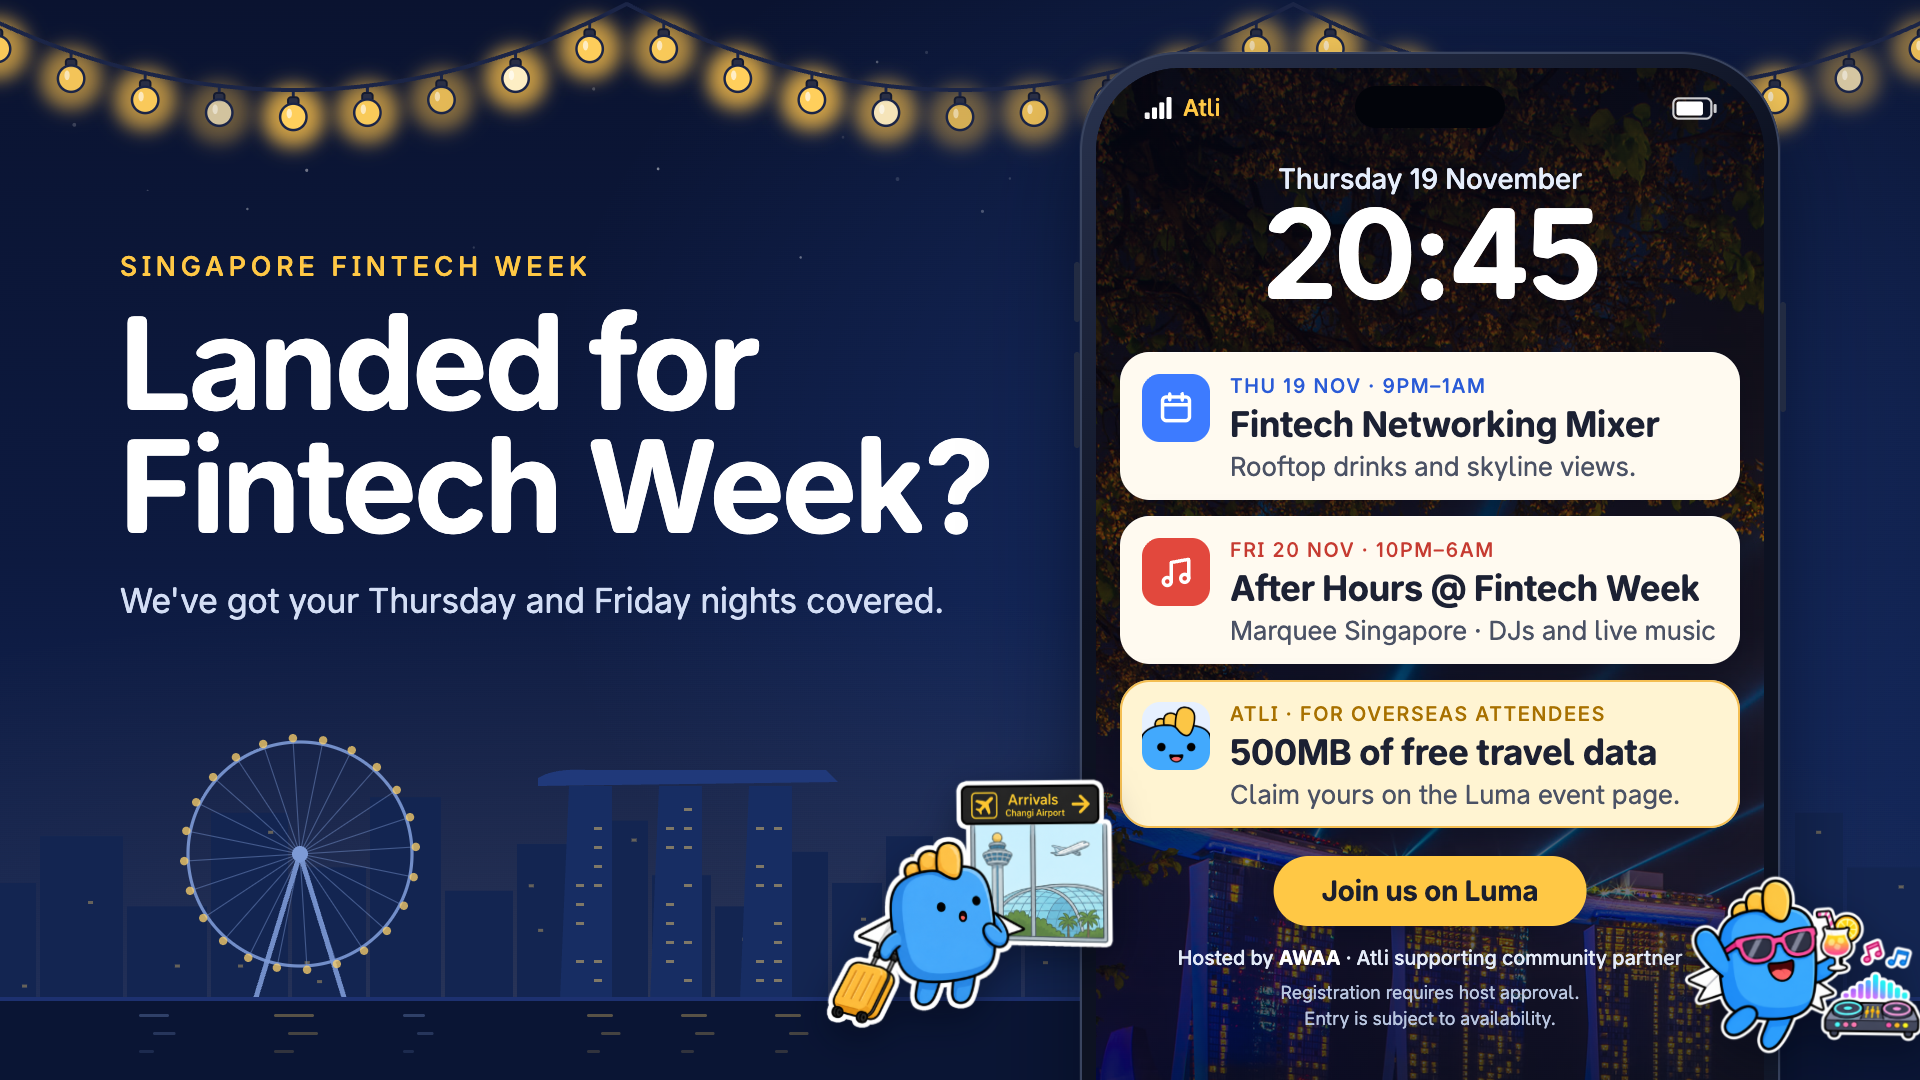 SINGAPORE FINTECH WEEK
Landed for
Fintech Week?
We've got your Thursday and Friday nights covered.
Atli
Thursday 19 November
20:45
THU 19 NOV · 9PM–1AM
Fintech Networking Mixer
Rooftop drinks and skyline views.
FRI 20 NOV · 10PM–6AM
After Hours @ Fintech Week
Marquee Singapore · DJs and live music
ATLI · FOR OVERSEAS ATTENDEES
500MB of free travel data
Claim yours on the Luma event page.
Arrivals
Changi Airport
Join us on Luma
Hosted by AWAA · Atli supporting community partner
Registration requires host approval.
Entry is subject to availability.